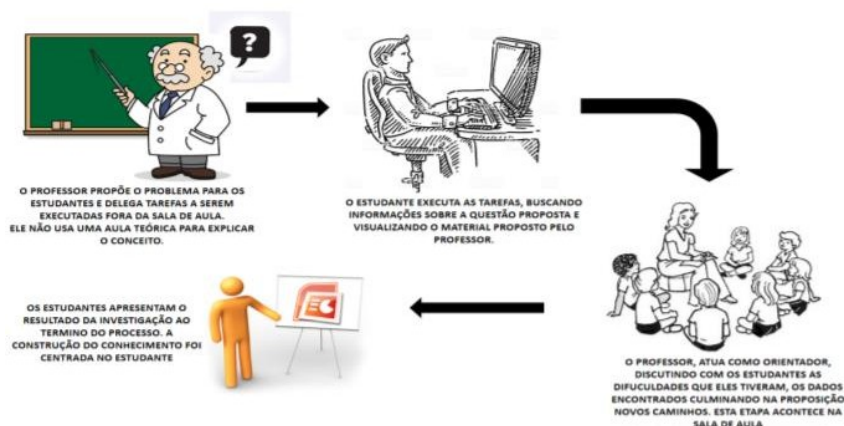 ?
O PROFESSOR PROPÕE O PROBLEMA PARA OS
ESTUDANTES E DELEGA TAREFAS A SEREM
EXECUTADAS FORA DA SALA DE AULA.
ELE NÃO USA UMA AULA TEÓRICA PARA EXPLICAR
O CONCEITO.
O ESTUDANTE EXECUTA AS TAREFAS, BUSCANDO
INFORMAÇÕES SOBRE A QUESTÃO PROPOSTA E
VISUALIZANDO O MATERIAL PROPOSTO PELO
PROFESSOR.
O PROFESSOR, ATUA COMO ORIENTADOR,
DISCUTINDO COM OS ESTUDANTES AS
DIFUCULDADES QUE ELES TIVERAM, OS DADOS
ENCONTRADOS CULMINANDO NA PROPOSIÇÃO
NOVOS CAMINHOS. ESTA ETAPA ACONTECE NA
SALA DE AULA
OS ESTUDANTES APRESENTAM O
RESULTADO DA INVESTIGAÇÃO AO
TERMINO DO PROCESSO. A
CONSTRUÇÃO DO CONHECIMENTO FOI
CENTRADA NO ESTUDANTE